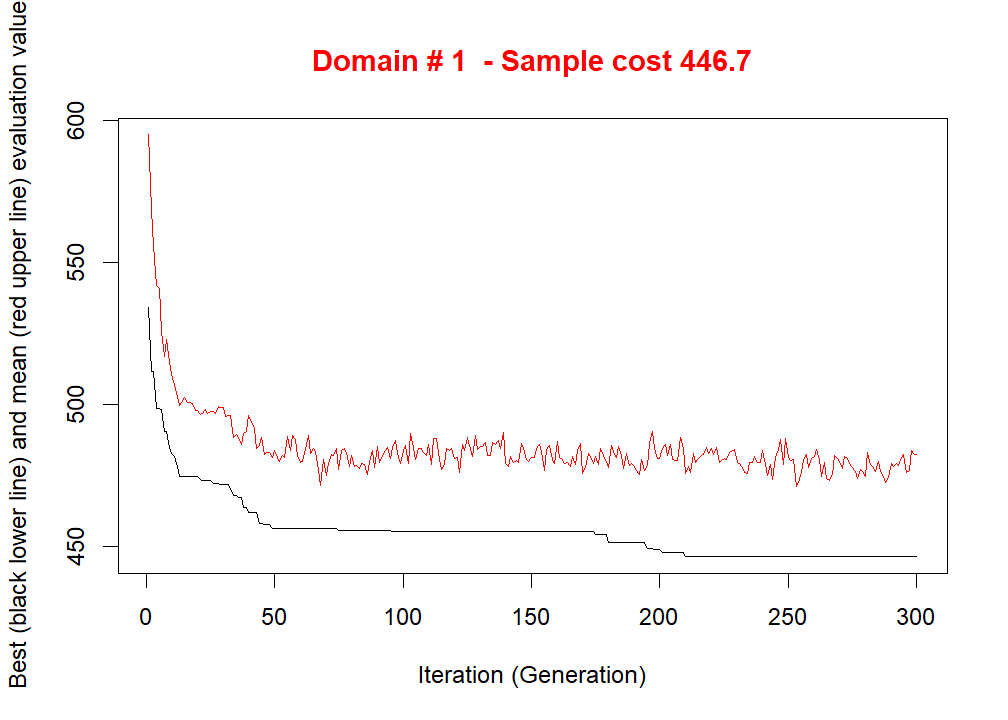 Domain # 1  - Sample cost 446.7
Best (black lower line) and mean (red upper line) evaluation value
600
550
500
450
0 50 100 150 200 250 300
Iteration (Generation)